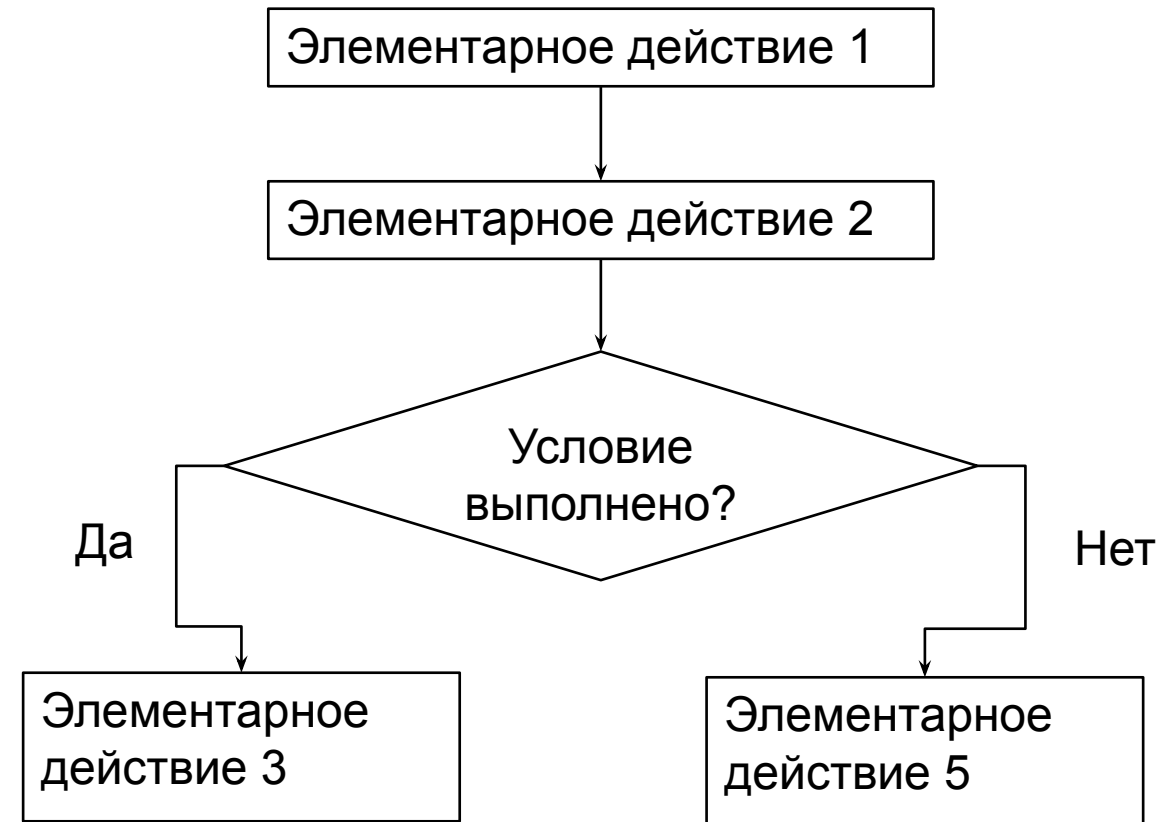 Элементарное действие 1
Элементарное действие 2
Условие
выполнено?
Да
Нет
Элементарное
действие 3
Элементарное
действие 5